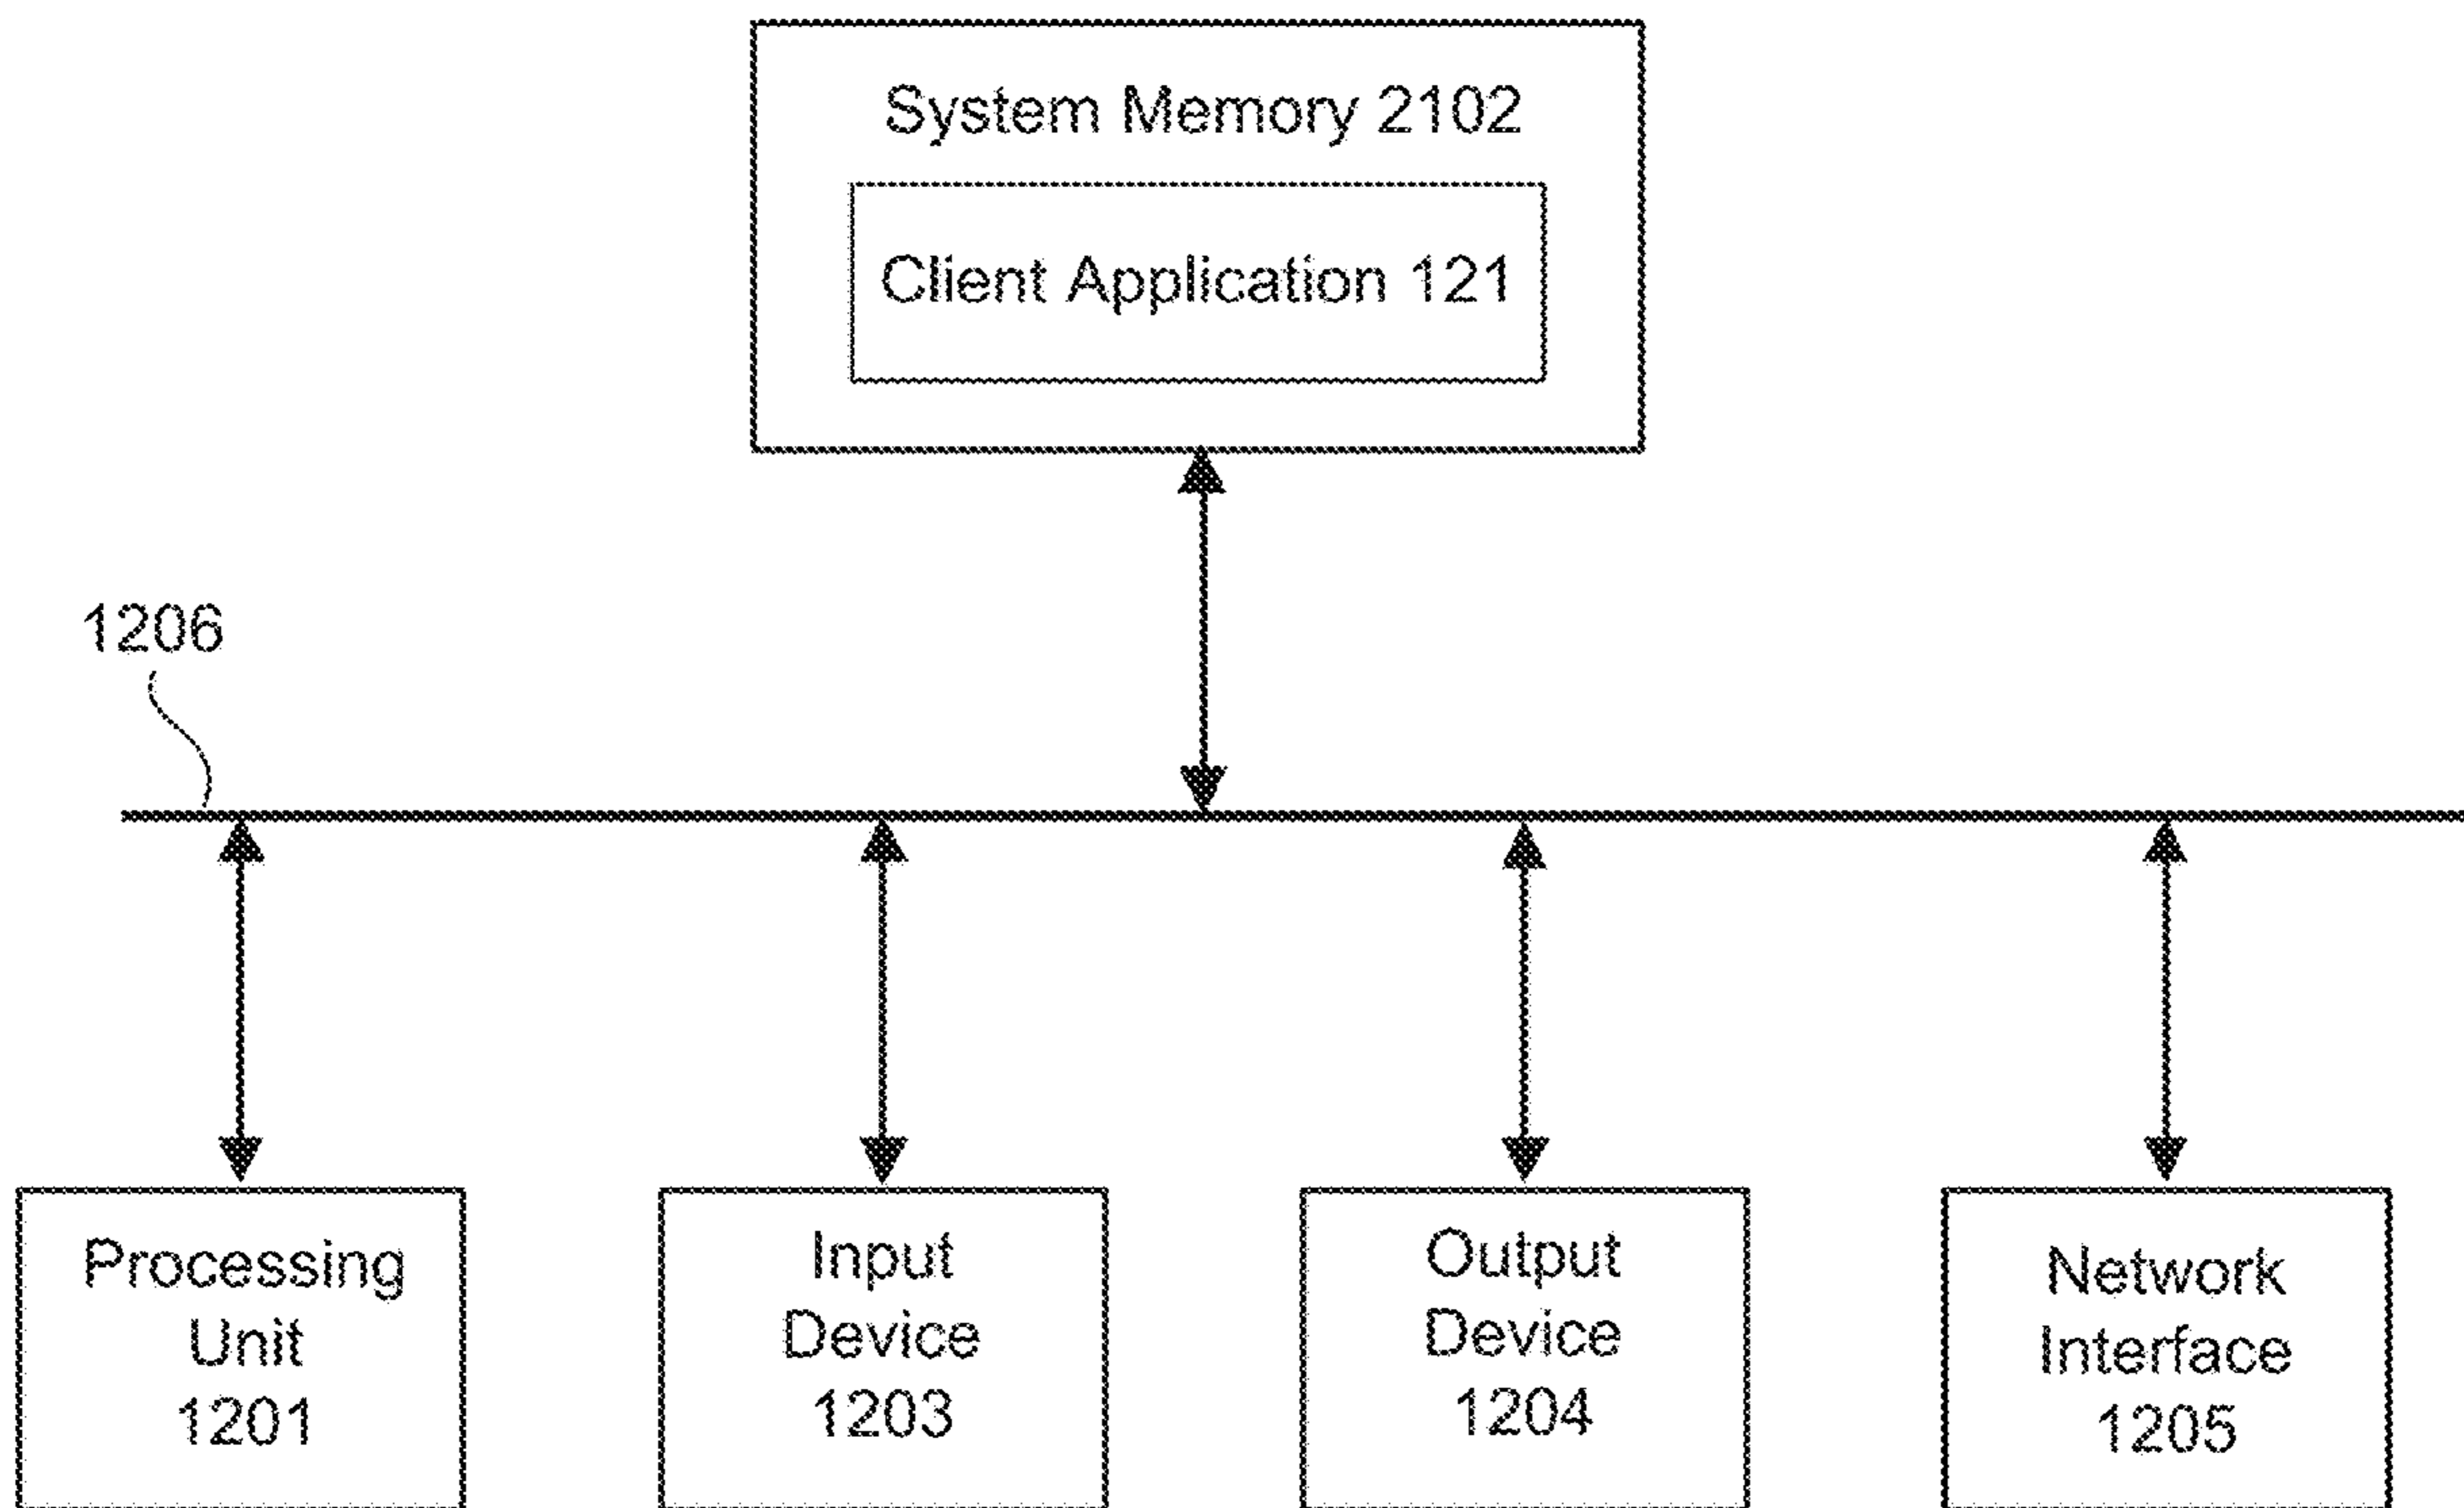 System Memory 2102
Client Application 121
1206
Processing
Unit
1201
Input
Device
1203
Output
Device
1204
Network
Interface
1205